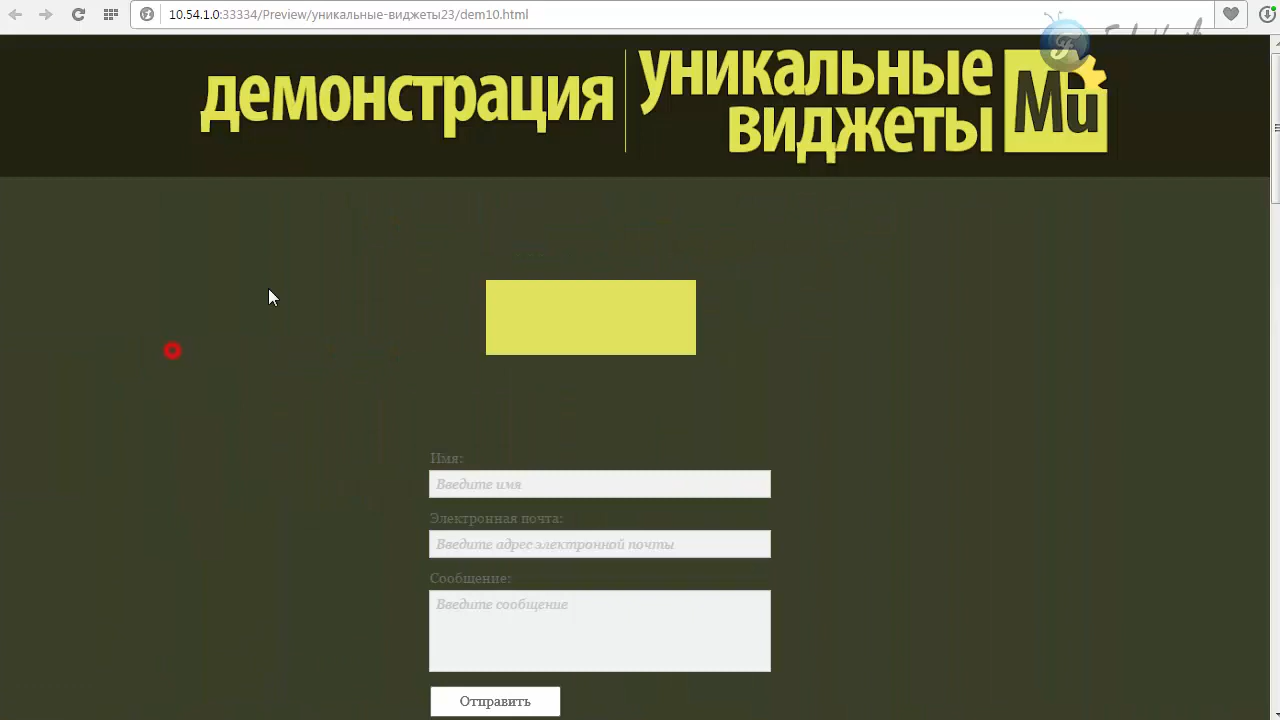 10.54.1.0:33334/Preview/уникальные-виджеты23/dem10.html
демонстрация
уникальные
виджеты
Mu
Имя:
Введите имя
Электронная почта:
Введите адрес электронной почты
Сообщение:
Введите сообщение
Отправить